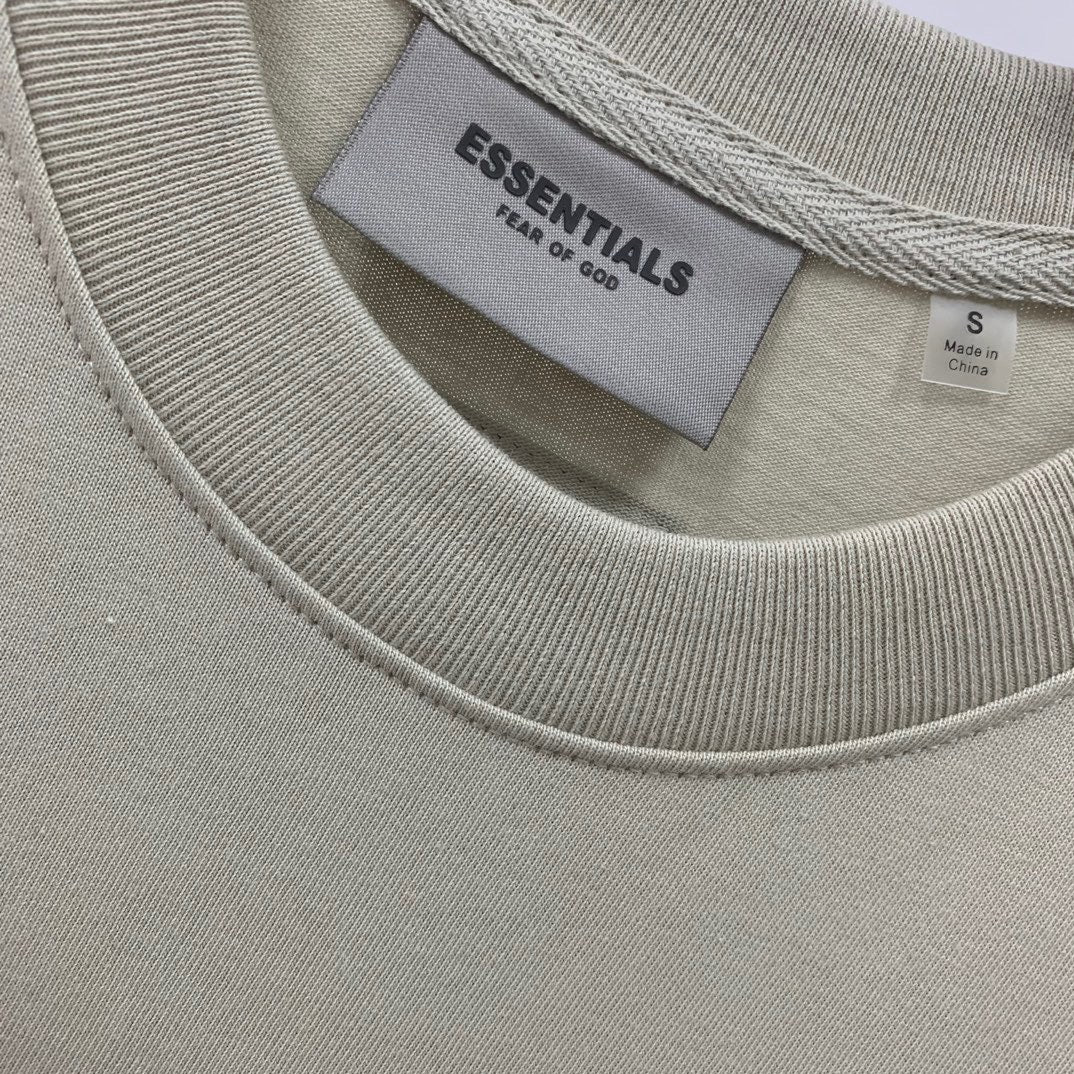 ESSENTIALS
FEAR OF GOD
S
Made in
China